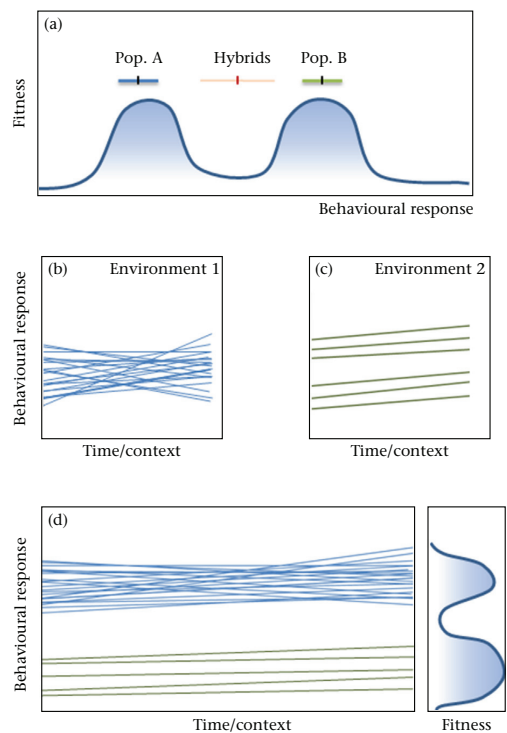 (a)
Pop. A
Hybrids
Pop. B
Fitness
Behavioural response
(b)
Environment 1
Behavioural response
Time/context
(c)
Environment 2
Time/context
(d)
Behavioural response
Time/context
Fitness